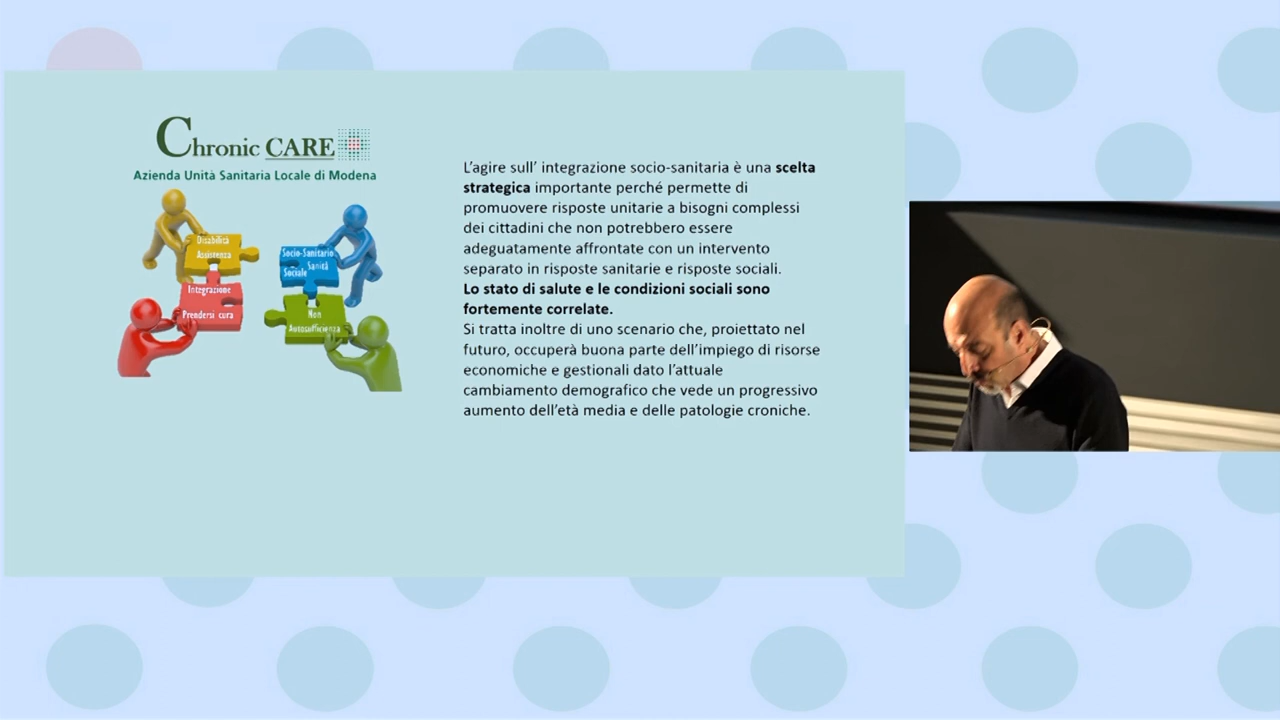 Chronic CARE
Azienda Unità Sanitaria Locale di Modena
Disabilità
Assistenza
Socio-Sanitario
Sanità
Sociale
Integrazione
Prendersi cura
Non
Autosufficienza
L'agire sull' integrazione socio-sanitaria è una scelta
strategica importante perché permette di
promuovere risposte unitarie a bisogni complessi
dei cittadini che non potrebbero essere
adeguatamente affrontate con un intervento
separato in risposte sanitarie e risposte sociali.
Lo stato di salute e le condizioni sociali sono
fortemente correlate.
Si tratta inoltre di uno scenario che, proiettato nel
futuro, occuperà buona parte dell'impiego di risorse
economiche e gestionali dato l'attuale
cambiamento demografico che vede un progressivo
aumento dell'età media e delle patologie croniche.